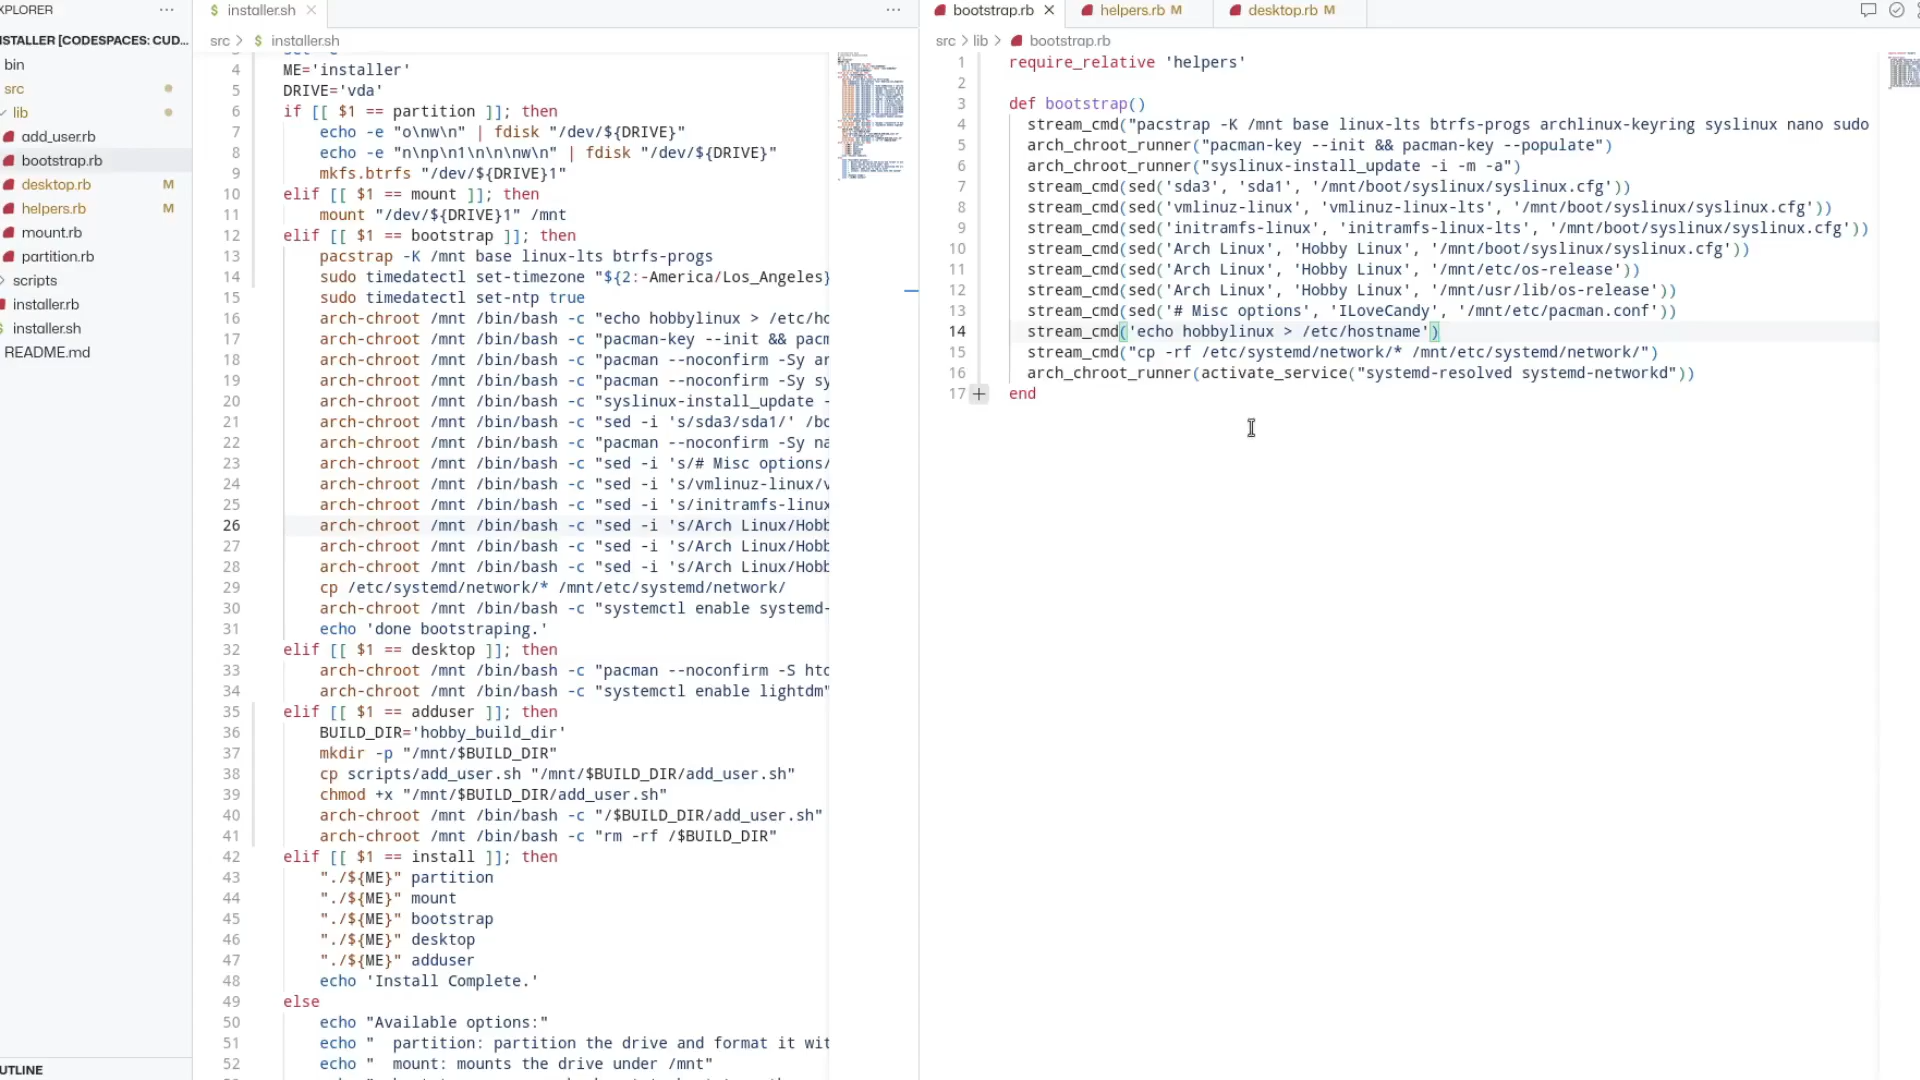 XPLORER
NSTALLER [CODESPACES: CUD...
bin
src
lib
add_user.rb
bootstrap.rb
desktop.rb M
helpers.rb M
mount.rb
partition.rb
scripts
installer.rb
installer.sh
README.md
UTLINE
installer.sh
src > installer.sh
4 ME='installer'
5 DRIVE='vda'
6 if [[ $1 == partition ]]; then
7 echo -e "o\nw\n" | fdisk "/dev/${DRIVE}"
8 echo -e "n\np\n1\n\n\nw\n" | fdisk "/dev/${DRIVE}"
9 mkfs.btrfs "/dev/${DRIVE}1"
10 elif [[ $1 == mount ]]; then
11 mount "/dev/${DRIVE}1" /mnt
12 elif [[ $1 == bootstrap ]]; then
13 pacstrap -K /mnt base linux-lts btrfs-progs
14 sudo timedatectl set-timezone "${2:-America/Los_Angeles}
15 sudo timedatectl set-ntp true
16 arch-chroot /mnt /bin/bash -c "echo hobbylinux > /etc/ho
17 arch-chroot /mnt /bin/bash -c "pacman-key --init && pacm
18 arch-chroot /mnt /bin/bash -c "pacman --noconfirm -Sy ar
19 arch-chroot /mnt /bin/bash -c "pacman --noconfirm -Sy sy
20 arch-chroot /mnt /bin/bash -c "syslinux-install_update -
21 arch-chroot /mnt /bin/bash -c "sed -i 's/sda3/sda1/' /bo
22 arch-chroot /mnt /bin/bash -c "pacman --noconfirm -Sy na
23 arch-chroot /mnt /bin/bash -c "sed -i 's/# Misc options/
24 arch-chroot /mnt /bin/bash -c "sed -i 's/vmlinuz-linux/v
25 arch-chroot /mnt /bin/bash -c "sed -i 's/initramfs-linux
26 arch-chroot /mnt /bin/bash -c "sed -i 's/Arch Linux/Hobb
27 arch-chroot /mnt /bin/bash -c "sed -i 's/Arch Linux/Hobb
28 arch-chroot /mnt /bin/bash -c "sed -i 's/Arch Linux/Hobb
29 cp /etc/systemd/network/* /mnt/etc/systemd/network/
30 arch-chroot /mnt /bin/bash -c "systemctl enable systemd-
31 echo 'done bootstraping.'
32 elif [[ $1 == desktop ]]; then
33 arch-chroot /mnt /bin/bash -c "pacman --noconfirm -S hto
34 arch-chroot /mnt /bin/bash -c "systemctl enable lightdm"
35 elif [[ $1 == adduser ]]; then
36 BUILD_DIR='hobby_build_dir'
37 mkdir -p "/mnt/$BUILD_DIR"
38 cp scripts/add_user.sh "/mnt/$BUILD_DIR/add_user.sh"
39 chmod +x "/mnt/$BUILD_DIR/add_user.sh"
40 arch-chroot /mnt /bin/bash -c "/$BUILD_DIR/add_user.sh"
41 arch-chroot /mnt /bin/bash -c "rm -rf /$BUILD_DIR"
42 elif [[ $1 == install ]]; then
43 "./${ME}" partition
44 "./${ME}" mount
45 "./${ME}" bootstrap
46 "./${ME}" desktop
47 "./${ME}" adduser
48 echo 'Install Complete.'
49 else
50 echo "Available options:"
51 echo "  partition: partition the drive and format it wit
52 echo "  mount: mounts the drive under /mnt"
bootstrap.rb helpers.rb M desktop.rb M
src > lib > bootstrap.rb
1 require_relative 'helpers'
2
3 def bootstrap()
4 stream_cmd("pacstrap -K /mnt base linux-lts btrfs-progs archlinux-keyring syslinux nano sudo
5 arch_chroot_runner("pacman-key --init && pacman-key --populate")
6 arch_chroot_runner("syslinux-install_update -i -m -a")
7 stream_cmd(sed('sda3', 'sda1', '/mnt/boot/syslinux/syslinux.cfg'))
8 stream_cmd(sed('vmlinuz-linux', 'vmlinuz-linux-lts', '/mnt/boot/syslinux/syslinux.cfg'))
9 stream_cmd(sed('initramfs-linux', 'initramfs-linux-lts', '/mnt/boot/syslinux/syslinux.cfg'))
10 stream_cmd(sed('Arch Linux', 'Hobby Linux', '/mnt/boot/syslinux/syslinux.cfg'))
11 stream_cmd(sed('Arch Linux', 'Hobby Linux', '/mnt/etc/os-release'))
12 stream_cmd(sed('Arch Linux', 'Hobby Linux', '/mnt/usr/lib/os-release'))
13 stream_cmd(sed('# Misc options', 'ILoveCandy', '/mnt/etc/pacman.conf'))
14 stream_cmd('echo hobbylinux > /etc/hostname')
15 stream_cmd("cp -rf /etc/systemd/network/* /mnt/etc/systemd/network/")
16 arch_chroot_runner(activate_service("systemd-resolved systemd-networkd"))
17 end